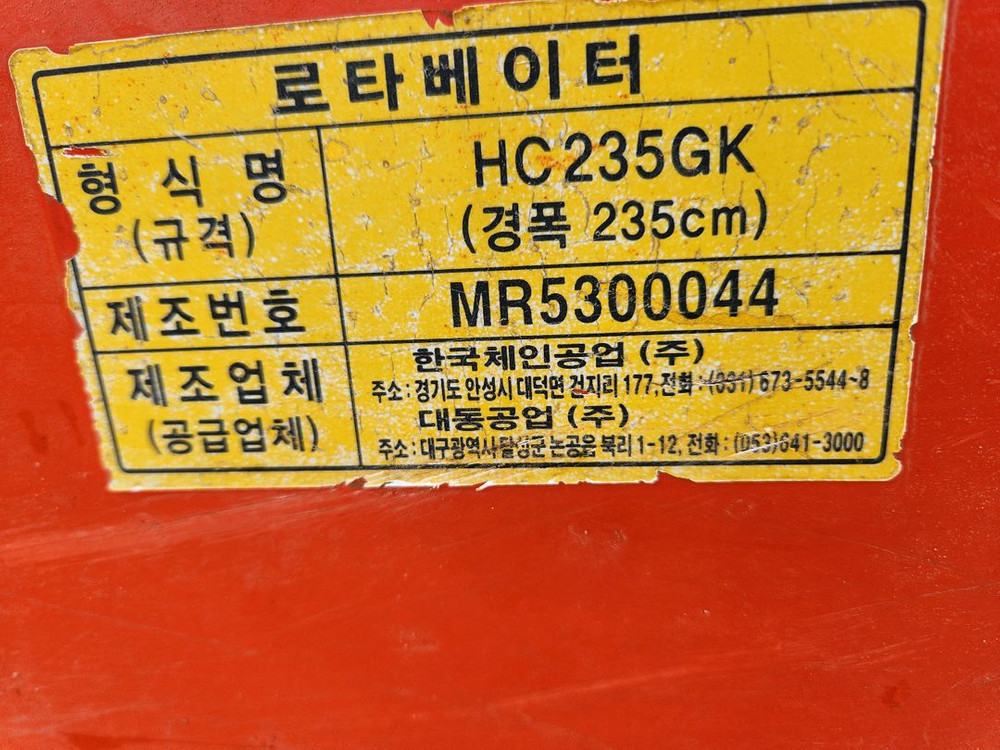 로타베이터
형식명 HC235GK
(규격) (경폭 235cm)
제조번호 MR5300044
제조업체 한국체인공업 (주)
주소 : 경기도 안성시 대덕면 건지리 177, 전화 : (031) 673-5544~8
(공급업체) 대동공업 (주)
주소 : 대구광역시 달성군 논공읍 북리 1-12, 전화 : (053)641-3000